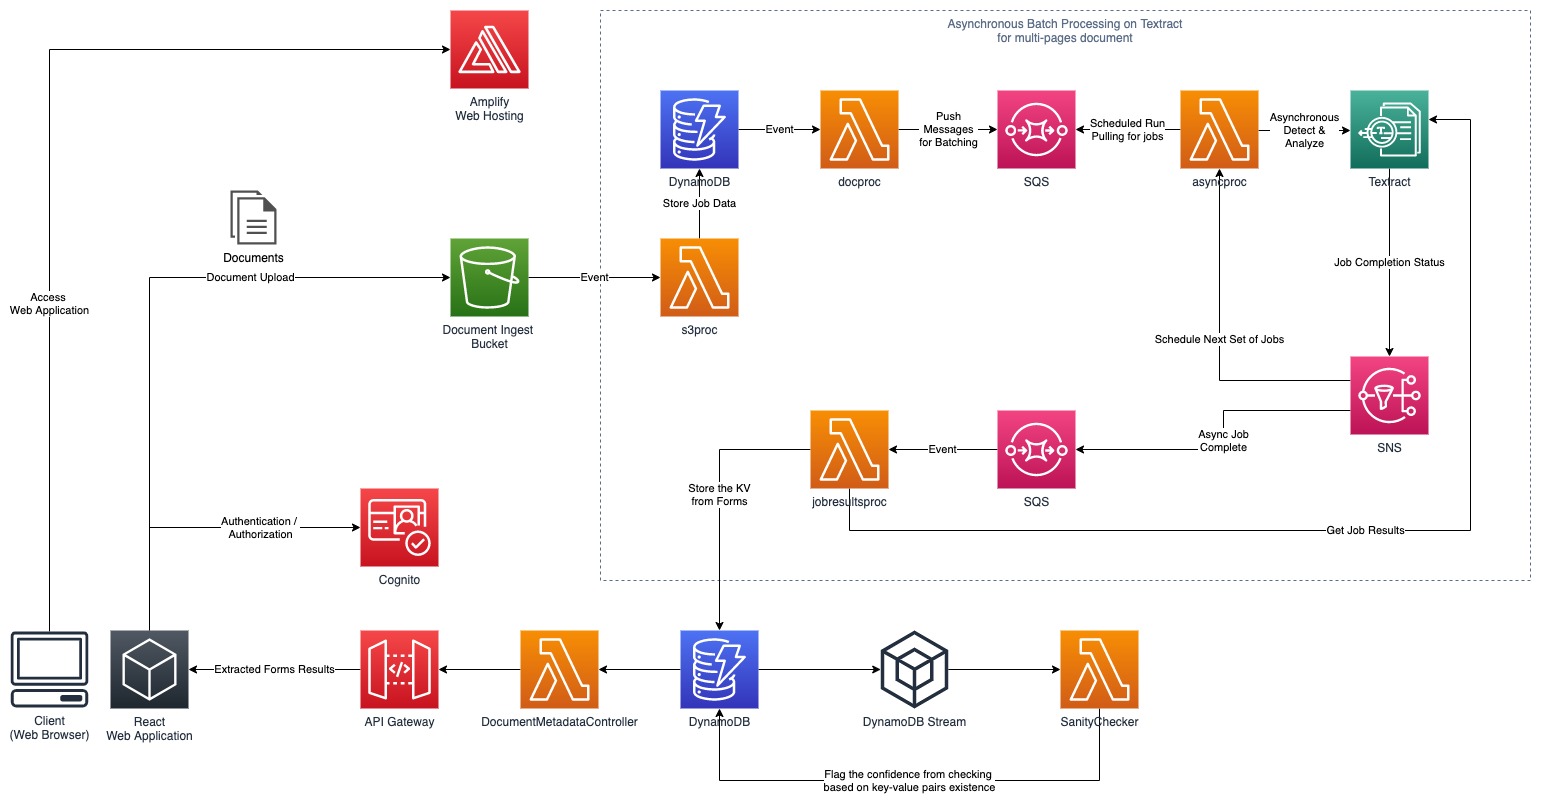 Asynchronous Batch Processing on Textract
for multi-pages document
Amplify
Web Hosting
Event
Push
Messages
for Batching
Scheduled Run
Pulling for jobs
Asynchronous
Detect &
Analyze
DynamoDB
docproc
SQS
asyncproc
Textract
Store Job Data
Documents
Document Upload
Event
Job Completion Status
Access
Web Application
Document Ingest
Bucket
s3proc
Schedule Next Set of Jobs
Async Job
Complete
SNS
Event
Store the KV
from Forms
jobresultsproc
SQS
Get Job Results
Authentication /
Authorization
Cognito
Extracted Forms Results
Client
(Web Browser)
React
Web Application
API Gateway
DocumentMetadataController
DynamoDB
DynamoDB Stream
SanityChecker
Flag the confidence from checking
based on key-value pairs existence